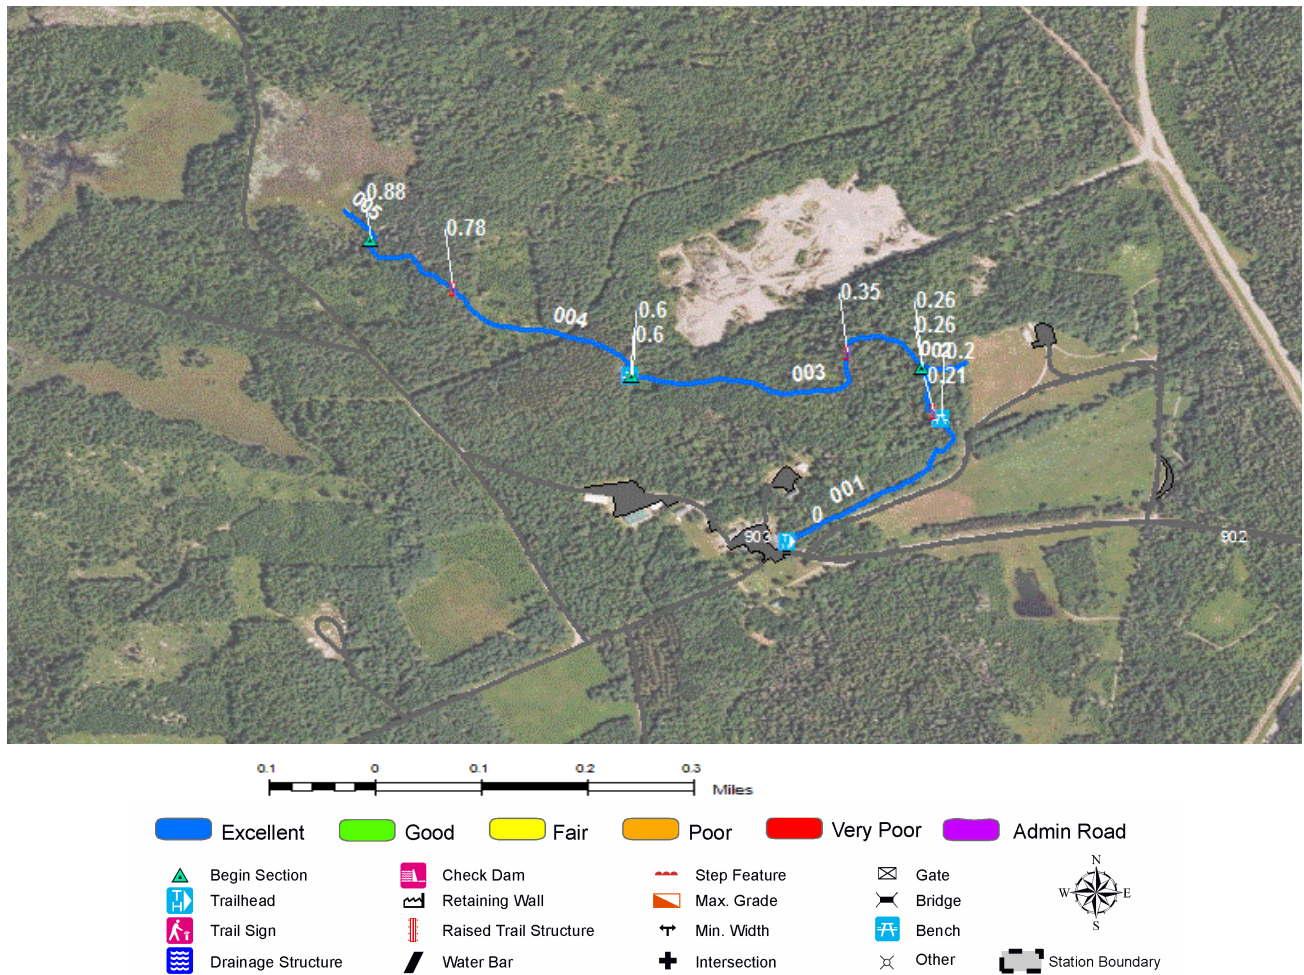 0.88
005
0.78
0.6
0.6
004
0.35
0.26
0.26
002
0.2
0.21
003
001
0
903
902
0.1 0 0.1 0.2 0.3
Miles
Excellent Good Fair Poor Very Poor Admin Road
Begin Section Check Dam Step Feature Gate
Trailhead Retaining Wall Max. Grade Bridge
Trail Sign Raised Trail Structure Min. Width Bench
Drainage Structure Water Bar Intersection Other Station Boundary
N
W E
S